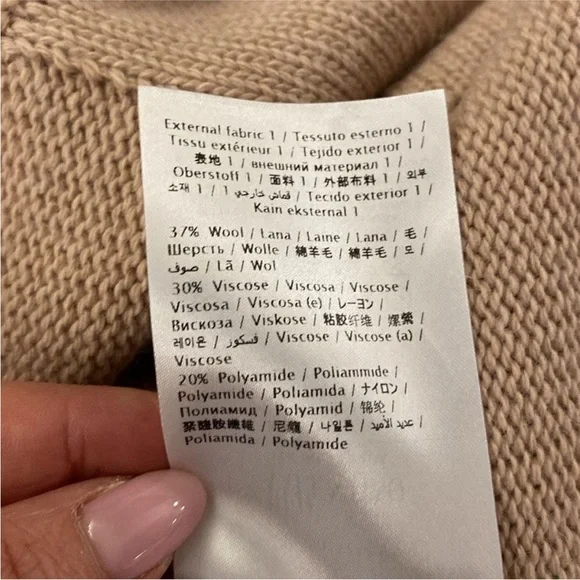 External fabric 1 / Tessuto esterno 1 /
Tissu extérieur 1 / Tejido exterior 1 /
表地 1 / внешний материал 1 /
Oberstoff 1 / 面料 1 / 外部布料 1 / 외부
소재 1 / 1 قماش خارجي / Tecido exterior 1 /
Kain eksternal 1
37% Wool / Lana / Laine / Lana / 毛 /
Шерсть / Wolle / 绵羊毛 / 綿羊毛 / 모 /
صوف / Lã / Wol
30% Viscose / Viscosa / Viscose /
Viscosa / Viscosa (e) / レーヨン /
Вискоза / Viskose / 粘胶纤维 / 嫘縈 /
레이온 / فسكوز / Viscose / Viscose (a) /
Viscose
20% Polyamide / Poliammide /
Polyamide / Poliamida / ナイロン /
Полиамид / Polyamid / 锦纶 /
聚醯胺纖維 / 尼龍 / 나일론 / عديد الأميد /
Poliamida / Polyamide